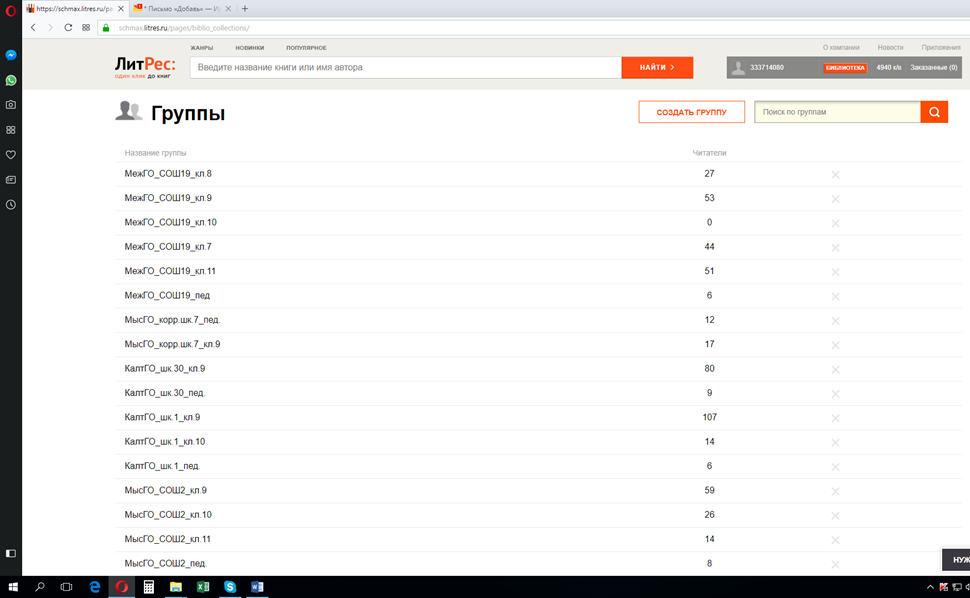 https://schmax.litres.ru/pa
* Письмо «Добавь» — И
schmax.litres.ru/pages/biblio_collections/
ЖАНРЫ НОВИНКИ ПОПУЛЯРНОЕ
О компании Новости Приложения
ЛитРес:
один клик до книг
Введите название книги или имя автора
НАЙТИ >
333714080 БИБЛИОТЕКА 4940 к/в Заказанные (0)
Группы
СОЗДАТЬ ГРУППУ
Поиск по группам
Название группы Читатели
МежГО_СОШ19_кл.8 27
МежГО_СОШ19_кл.9 53
МежГО_СОШ19_кл.10 0
МежГО_СОШ19_кл.7 44
МежГО_СОШ19_кл.11 51
МежГО_СОШ19_пед 6
МысГО_корр.шк.7_пед. 12
МысГО_корр.шк.7_кл.9 17
КалтГО_шк.30_кл.9 80
КалтГО_шк.30_пед. 9
КалтГО_шк.1_кл.9 107
КалтГО_шк.1_кл.10 14
КалтГО_шк.1_пед. 6
МысГО_СОШ2_кл.9 59
МысГО_СОШ2_кл.10 26
МысГО_СОШ2_кл.11 14
МысГО_СОШ2_пед. 8
НУЖ